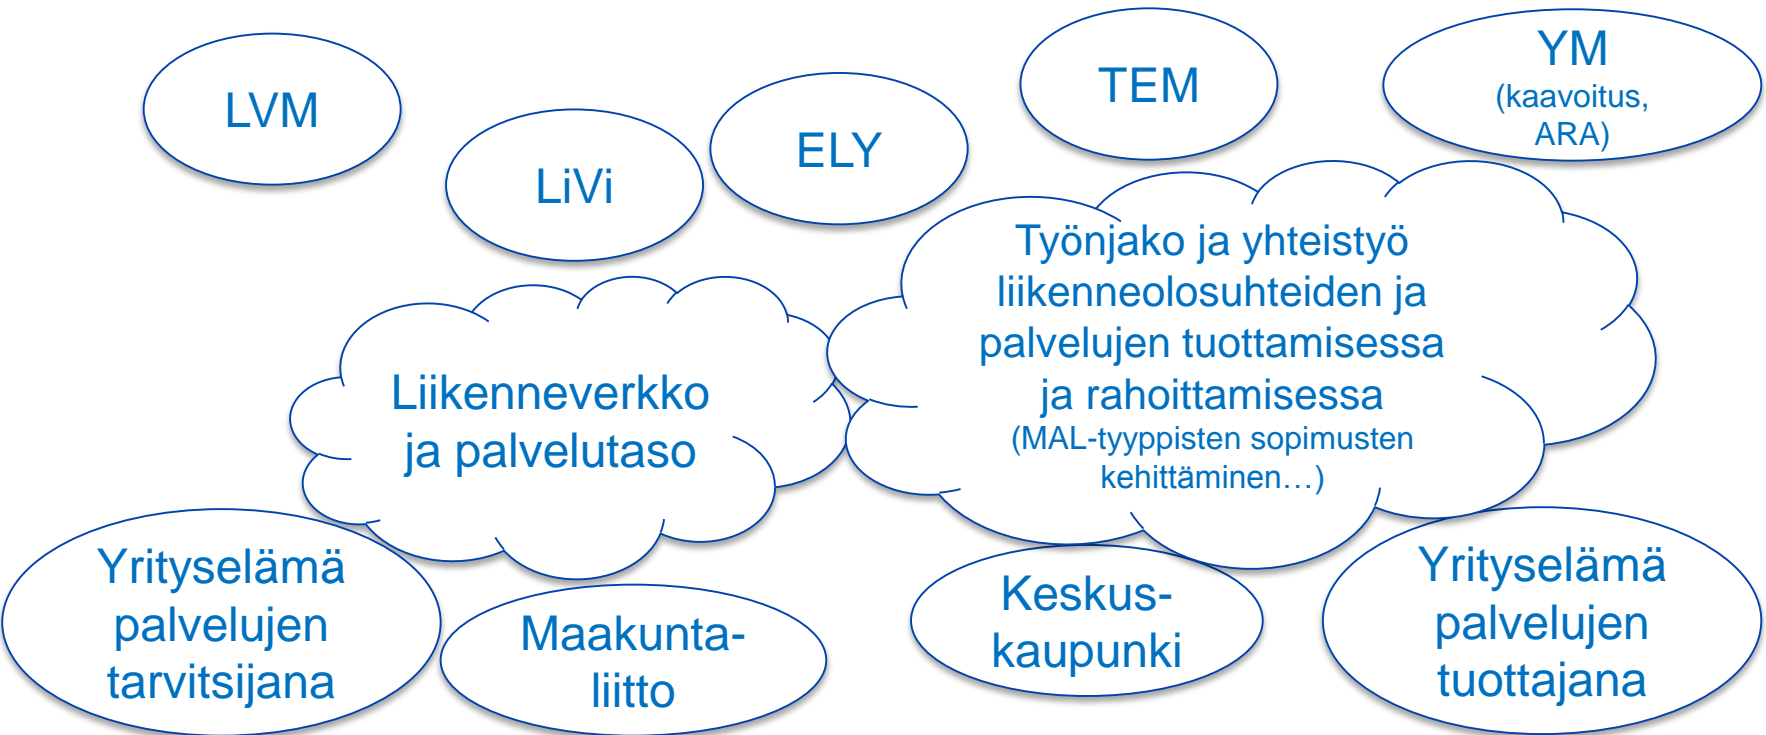 LVM
LiVi
ELY
TEM
YM
(kaavoitus,
ARA)
Työnjako ja yhteistyö
liikenneolosuhteiden ja
palvelujen tuottamisessa
ja rahoittamisessa
(MAL-tyyppisten sopimusten
kehittäminen…)
Liikenneverkko
ja palvelutaso
Yrityselämä
palvelujen
tarvitsijana
Maakunta-
liitto
Keskus-
kaupunki
Yrityselämä
palvelujen
tuottajana